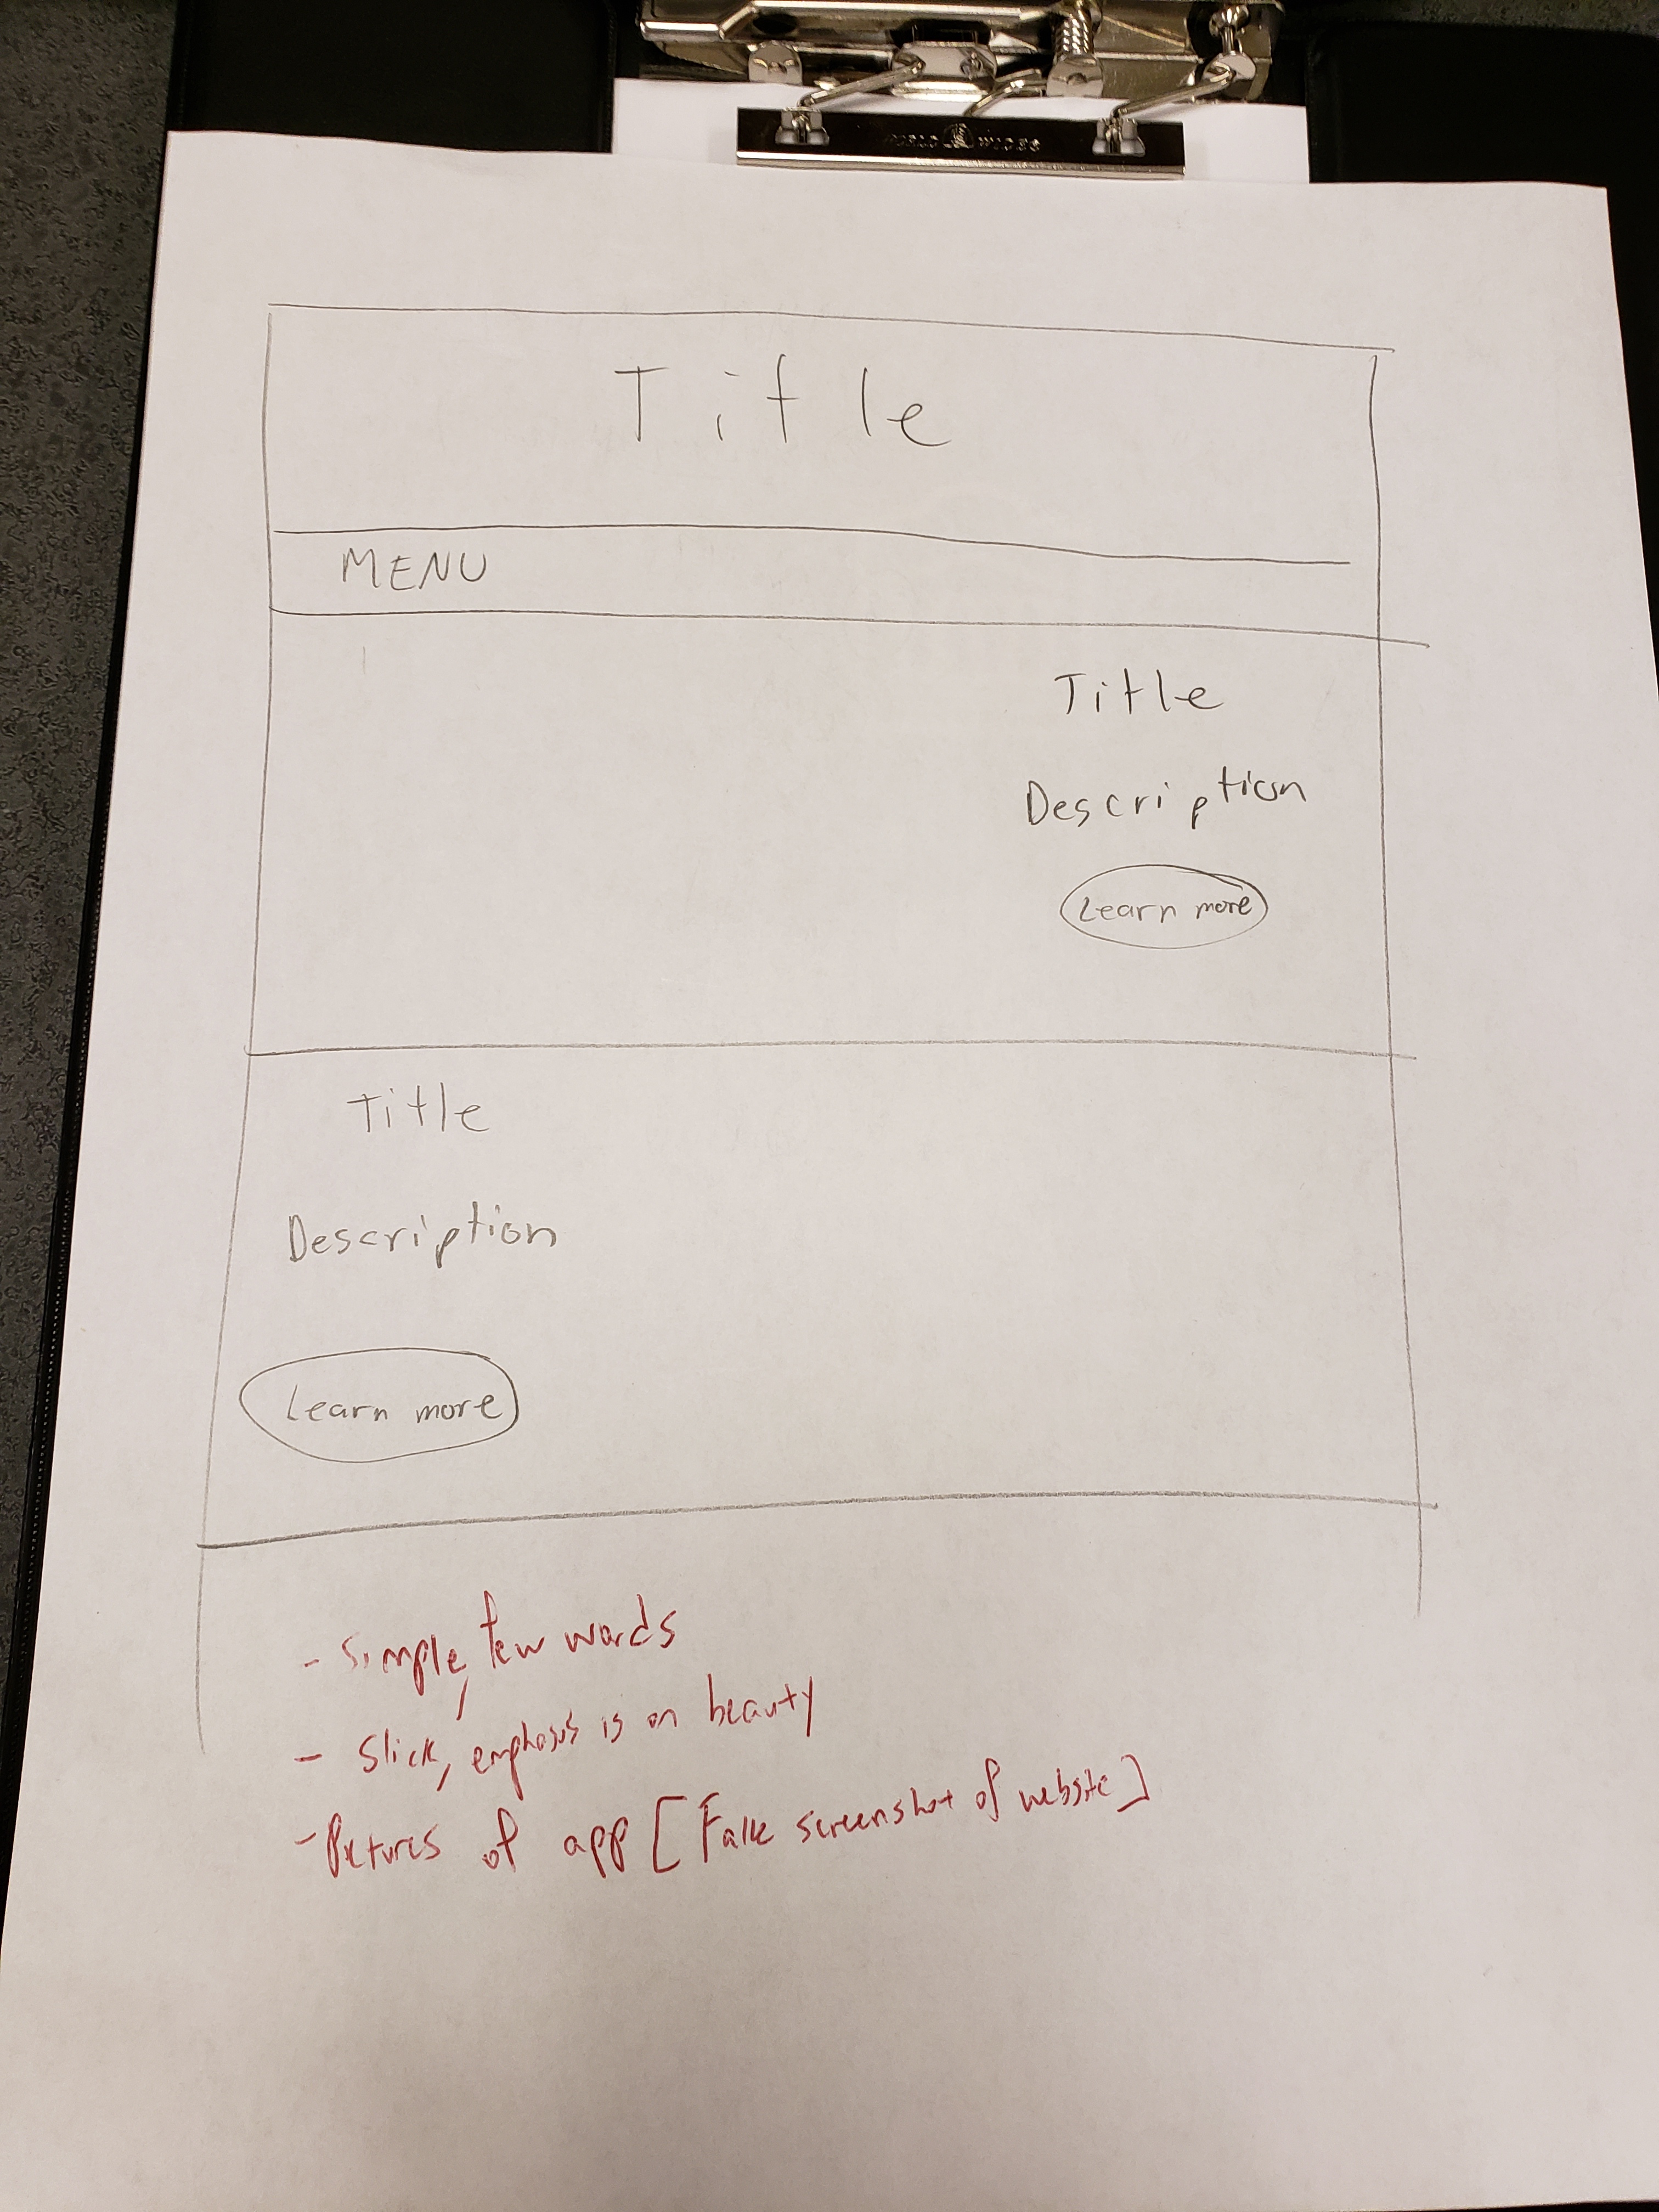 Title
MENU
Title
Description
Learn more
Title
Description
Learn more
- Simple, few words
- Slick, emphasis is on beauty
- Pictures of app [Fake screenshot of website]